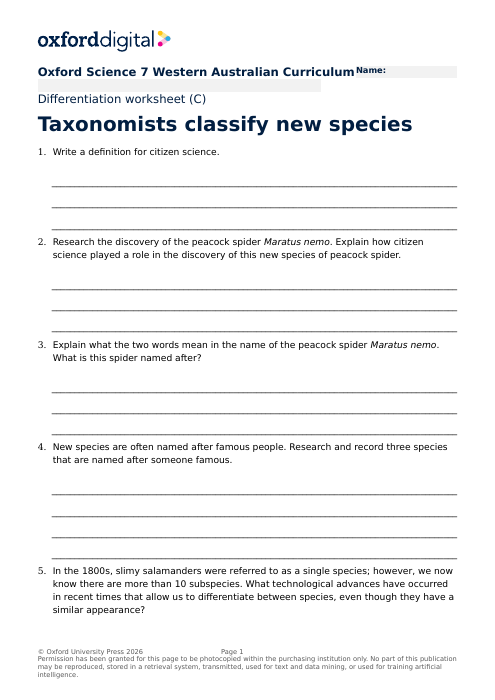 oxforddigital
Oxford Science 7 Western Australian Curriculum Name:
Differentiation worksheet (C)
Taxonomists classify new species
1. Write a definition for citizen science.
2. Research the discovery of the peacock spider Maratus nemo. Explain how citizen
science played a role in the discovery of this new species of peacock spider.
3. Explain what the two words mean in the name of the peacock spider Maratus nemo.
What is this spider named after?
4. New species are often named after famous people. Research and record three species
that are named after someone famous.
5. In the 1800s, slimy salamanders were referred to as a single species; however, we now
know there are more than 10 subspecies. What technological advances have occurred
in recent times that allow us to differentiate between species, even though they have a
similar appearance?
© Oxford University Press 2026 Page 1
Permission has been granted for this page to be photocopied within the purchasing institution only. No part of this publication
may be reproduced, stored in a retrieval system, transmitted, used for text and data mining, or used for training artificial
intelligence.